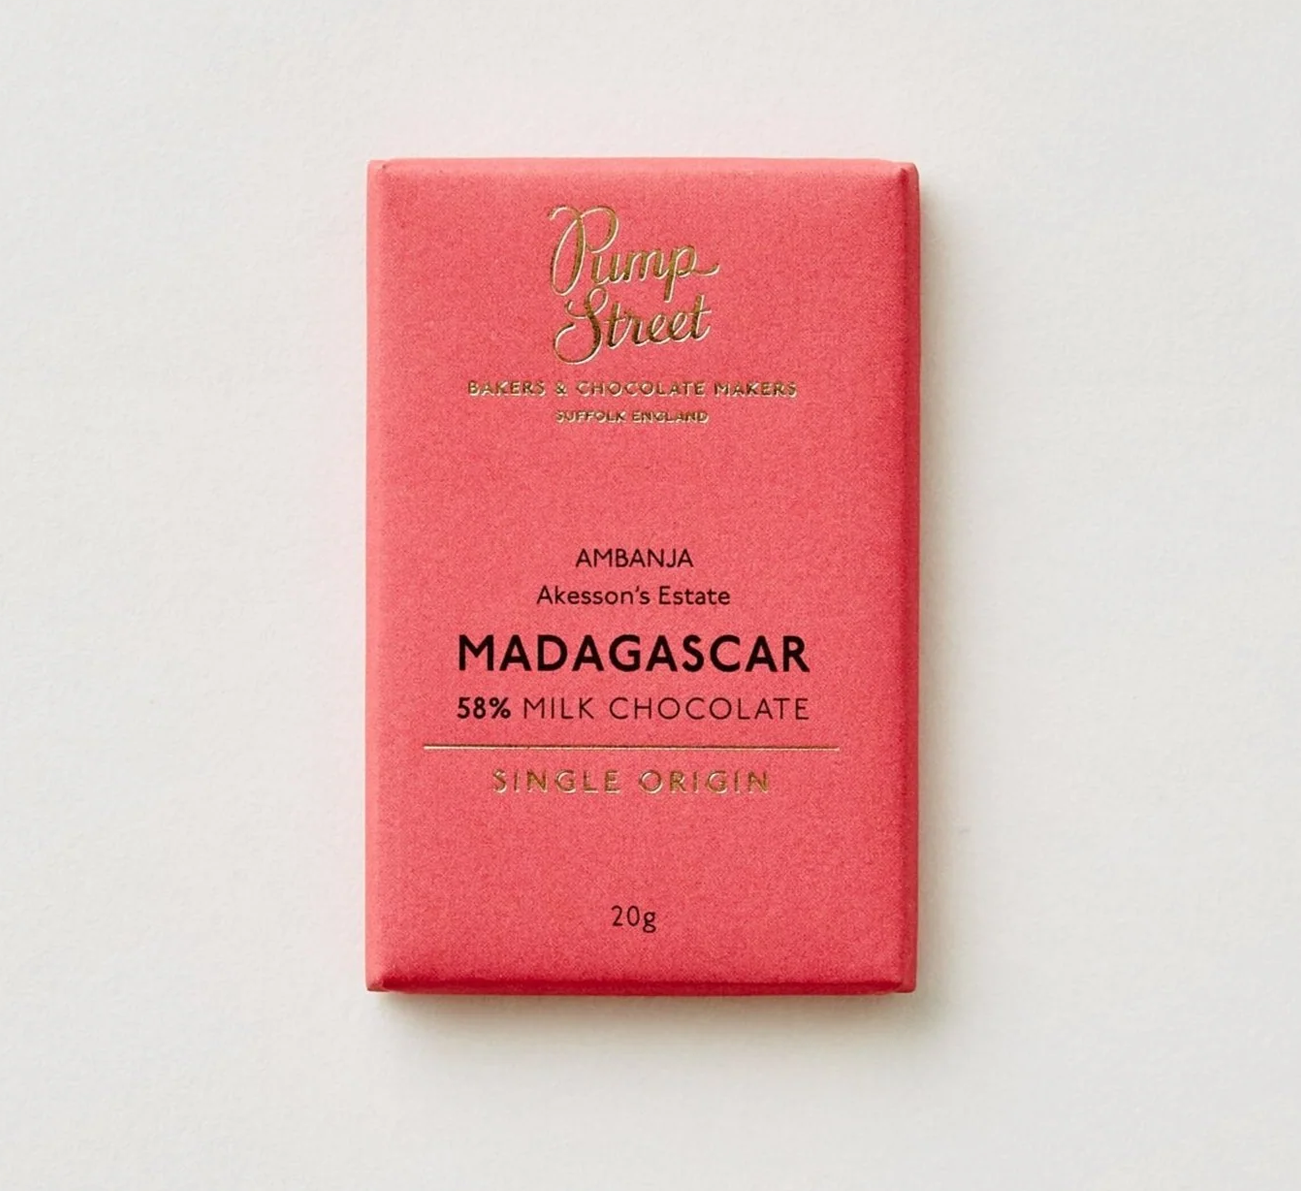 Pump
Street
BAKERS & CHOCOLATE MAKERS
SUFFOLK ENGLAND
AMBANJA
Akesson's Estate
MADAGASCAR
58% MILK CHOCOLATE
SINGLE ORIGIN
20g